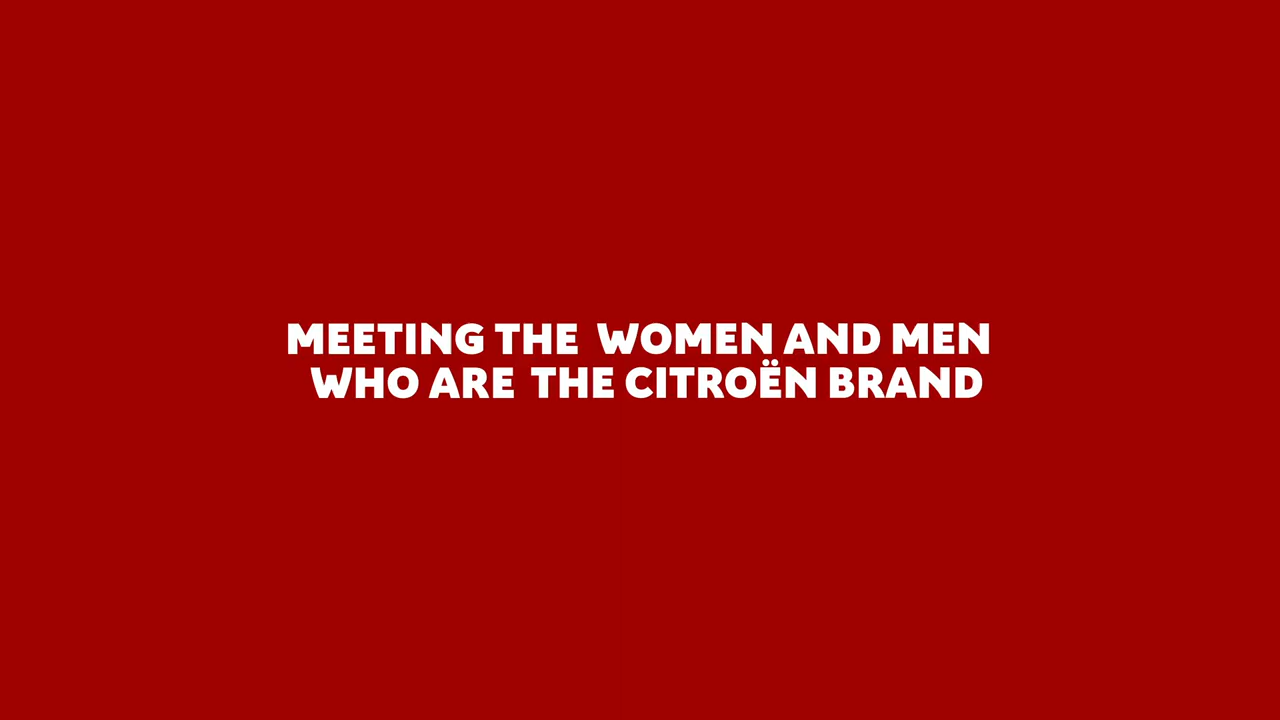 MEETING THE WOMEN AND MEN
WHO ARE THE CITROËN BRAND